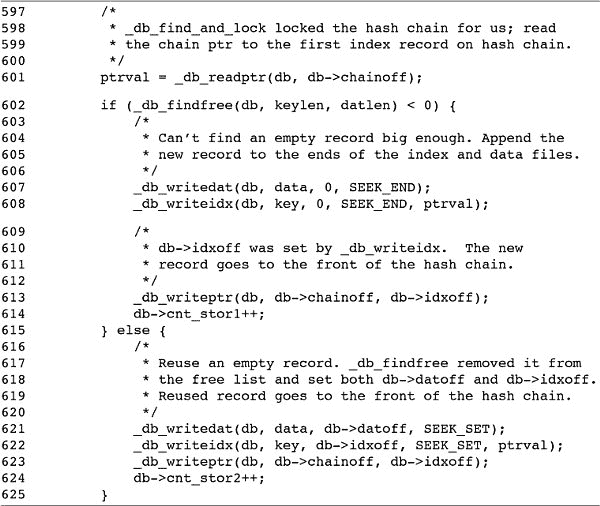 597         /*
598          * _db_find_and_lock locked the hash chain for us; read
599          * the chain ptr to the first index record on hash chain.
600          */
601         ptrval = _db_readptr(db, db->chainoff);
602         if (_db_findfree(db, keylen, datlen) < 0) {
603             /*
604              * Can't find an empty record big enough. Append the
605              * new record to the ends of the index and data files.
606              */
607             _db_writedat(db, data, 0, SEEK_END);
608             _db_writeidx(db, key, 0, SEEK_END, ptrval);
609             /*
610              * db->idxoff was set by _db_writeidx.  The new
611              * record goes to the front of the hash chain.
612              */
613             _db_writeptr(db, db->chainoff, db->idxoff);
614             db->cnt_stor1++;
615         } else {
616             /*
617              * Reuse an empty record. _db_findfree removed it from
618              * the free list and set both db->datoff and db->idxoff.
619              * Reused record goes to the front of the hash chain.
620              */
621             _db_writedat(db, data, db->datoff, SEEK_SET);
622             _db_writeidx(db, key, db->idxoff, SEEK_SET, ptrval);
623             _db_writeptr(db, db->chainoff, db->idxoff);
624             db->cnt_stor2++;
625         }